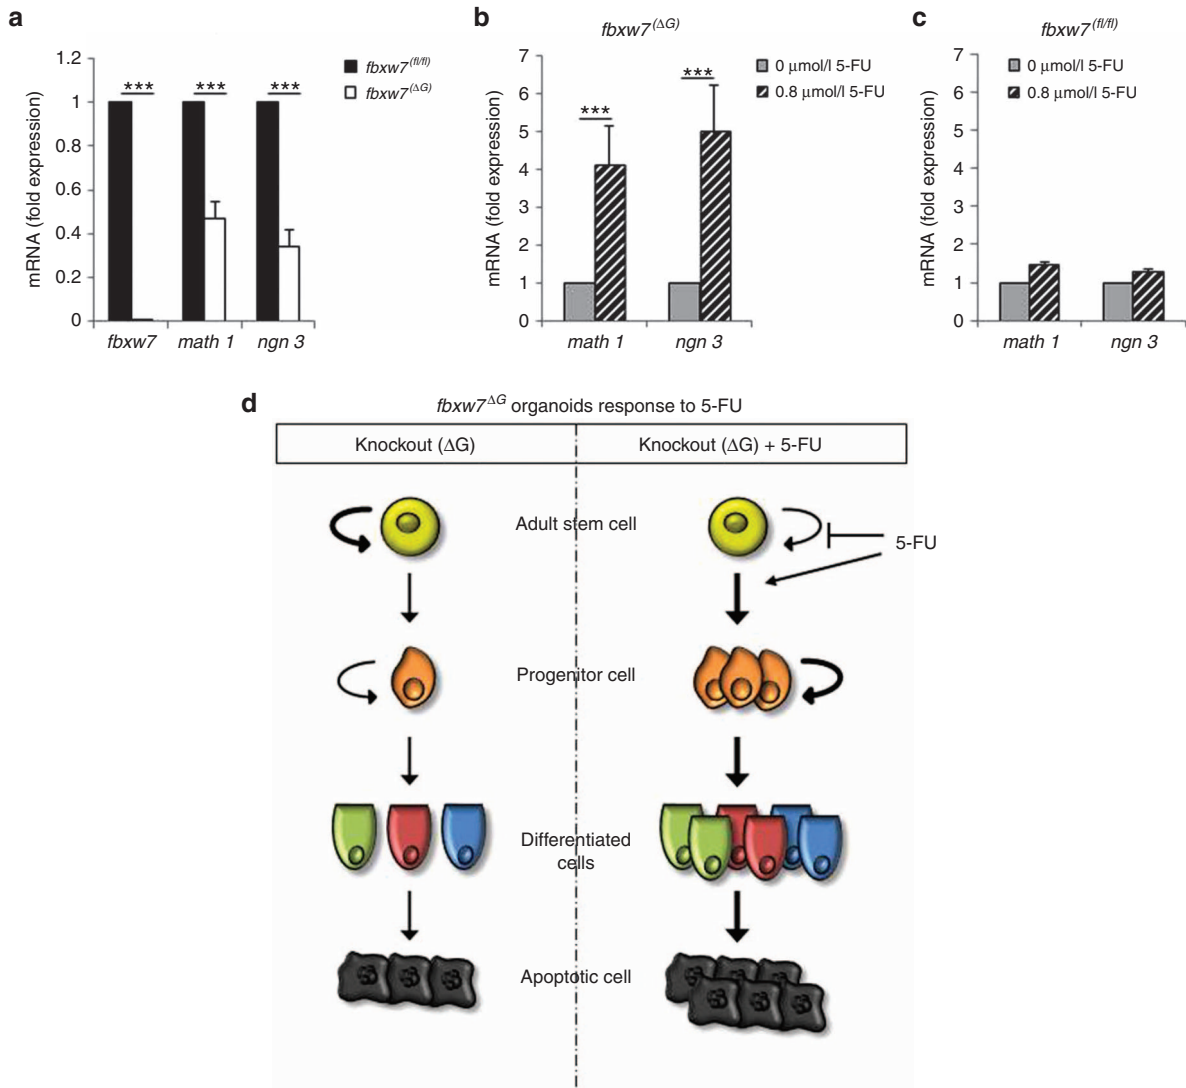 a
1.2
1
0.8
0.6
0.4
0.2
0
mRNA (fold expression)
***
***
***
fbxw7(fl/fl)
fbxw7(ΔG)
fbxw7
math 1
ngn 3
b
fbxw7(ΔG)
7
6
5
4
3
2
1
0
mRNA (fold expression)
***
***
0 μmol/l 5-FU
0.8 μmol/l 5-FU
math 1
ngn 3
c
fbxw7(fl/fl)
7
6
5
4
3
2
1
0
mRNA (fold expression)
0 μmol/l 5-FU
0.8 μmol/l 5-FU
math 1
ngn 3
d
fbxw7ΔG organoids response to 5-FU
Knockout (ΔG)
Knockout (ΔG) + 5-FU
Adult stem cell
5-FU
Progenitor cell
Differentiated
cells
Apoptotic cell